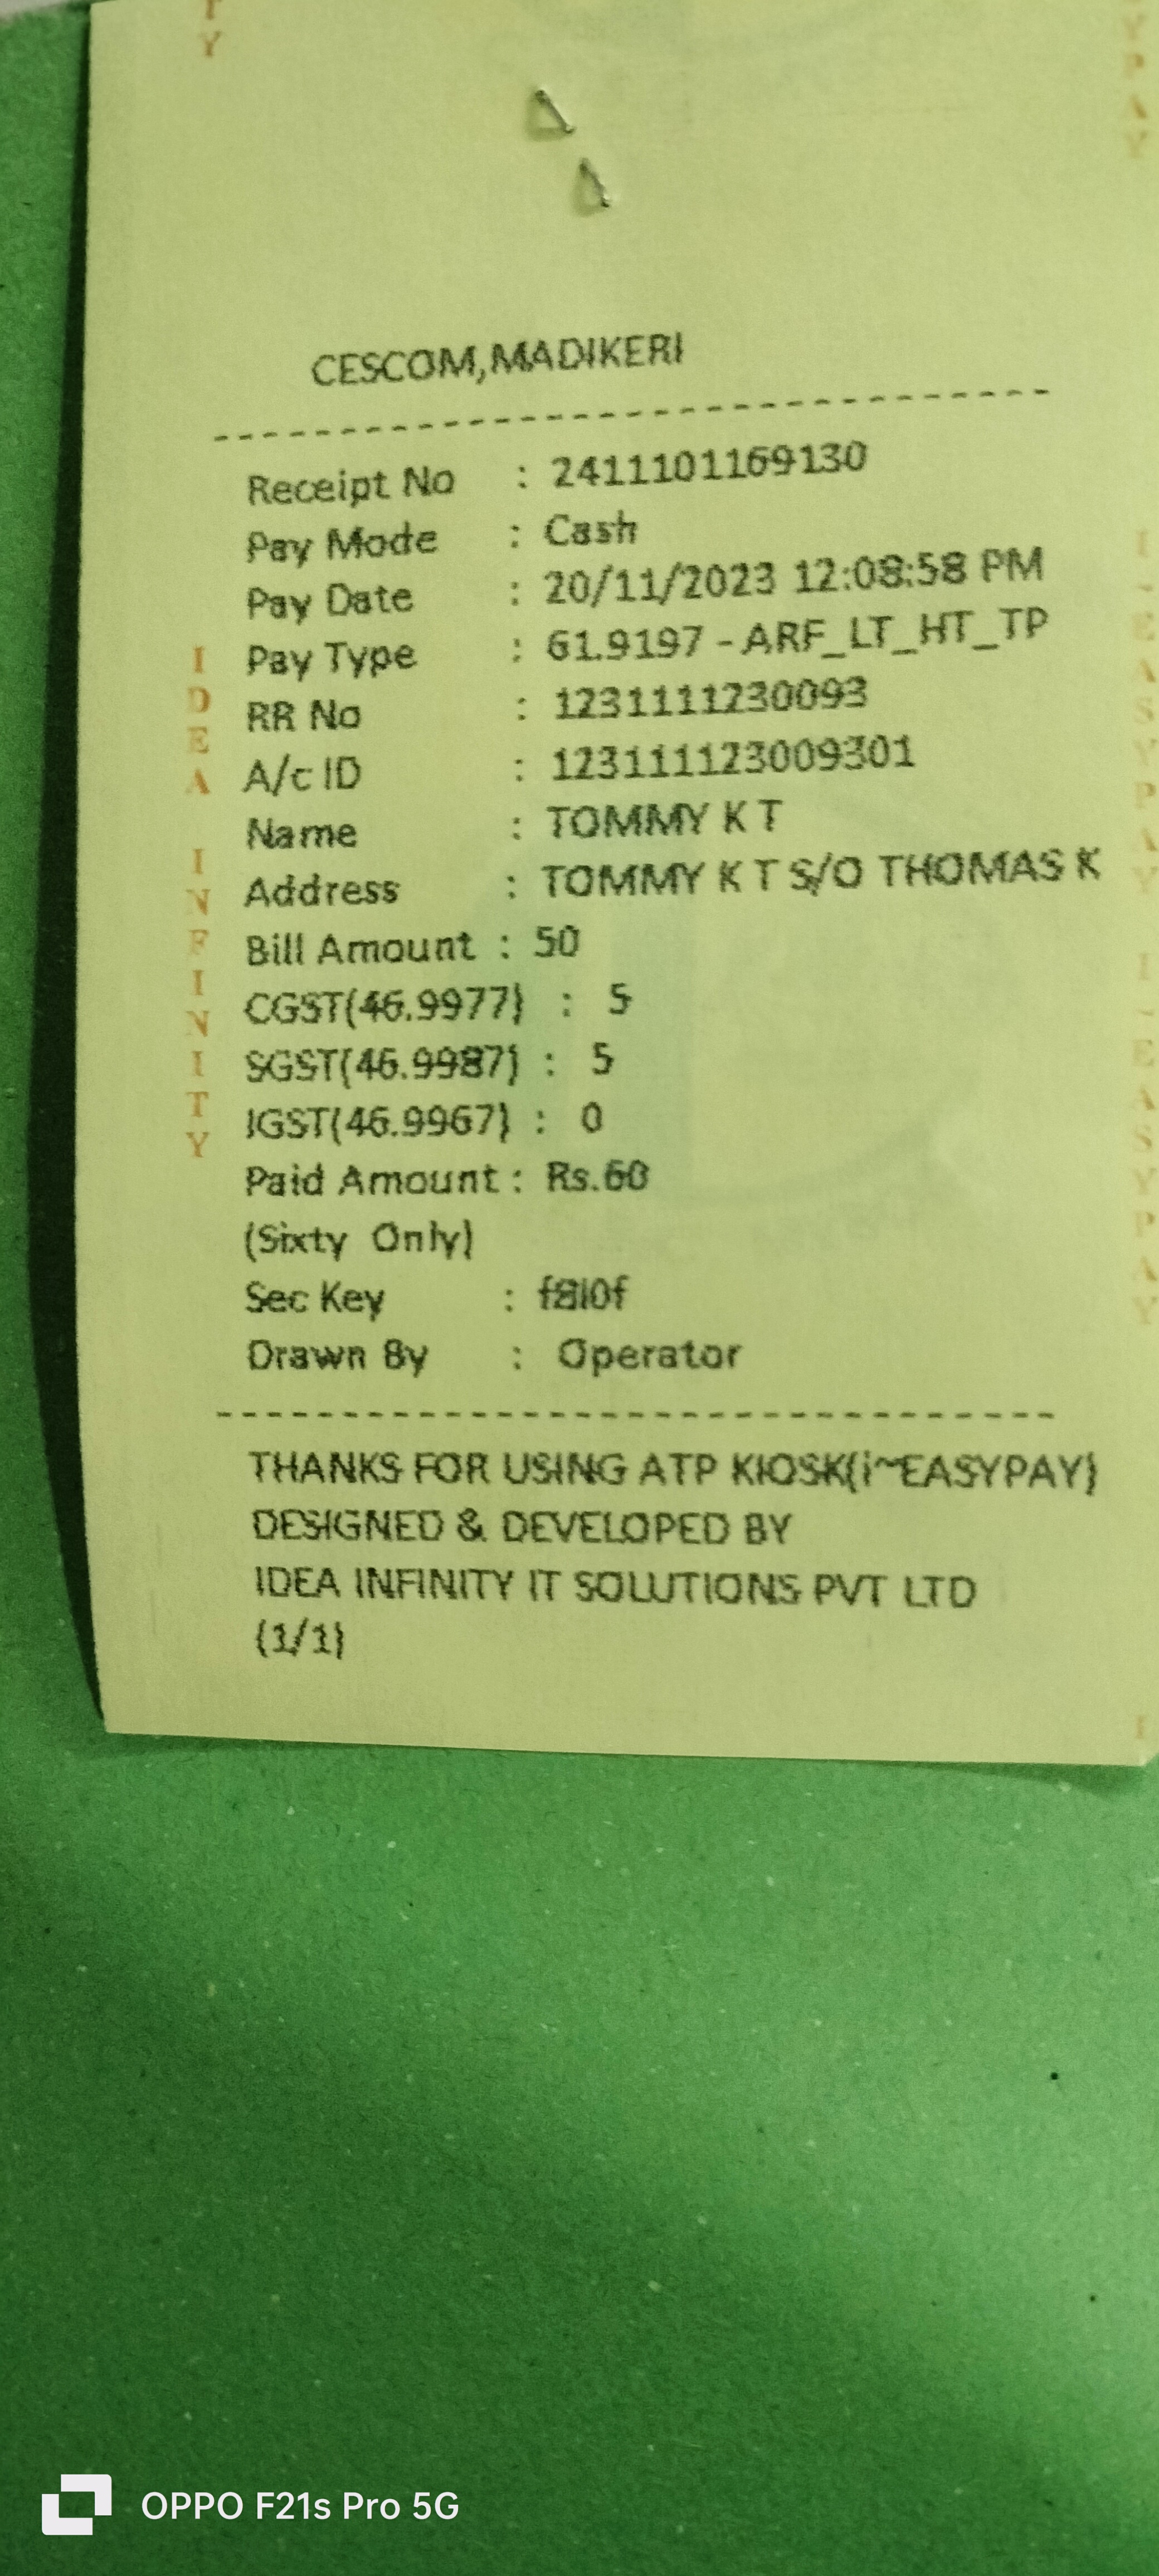 CESCOM,MADIKERI
Receipt No : 2411101169130
Pay Mode : Cash
Pay Date : 20/11/2023 12:08:58 PM
Pay Type : 61.9197 - ARF_LT_HT_TP
RR No : 1231111230093
A/c ID : 123111123009301
Name : TOMMY K T
Address : TOMMY K T S/O THOMAS K
Bill Amount : 50
CGST(46.9977) : 5
SGST(46.9987) : 5
IGST(46.9967) : 0
Paid Amount : Rs.60
(Sixty Only)
Sec Key :
Drawn By : Operator
THANKS FOR USING ATP KIOSK(i~EASYPAY)
DESIGNED & DEVELOPED BY
IDEA INFINITY IT SOLUTIONS PVT LTD
(1/1)
IDEA INFINITY
I-EASYPAY I-EASYPAY
OPPO F21s Pro 5G